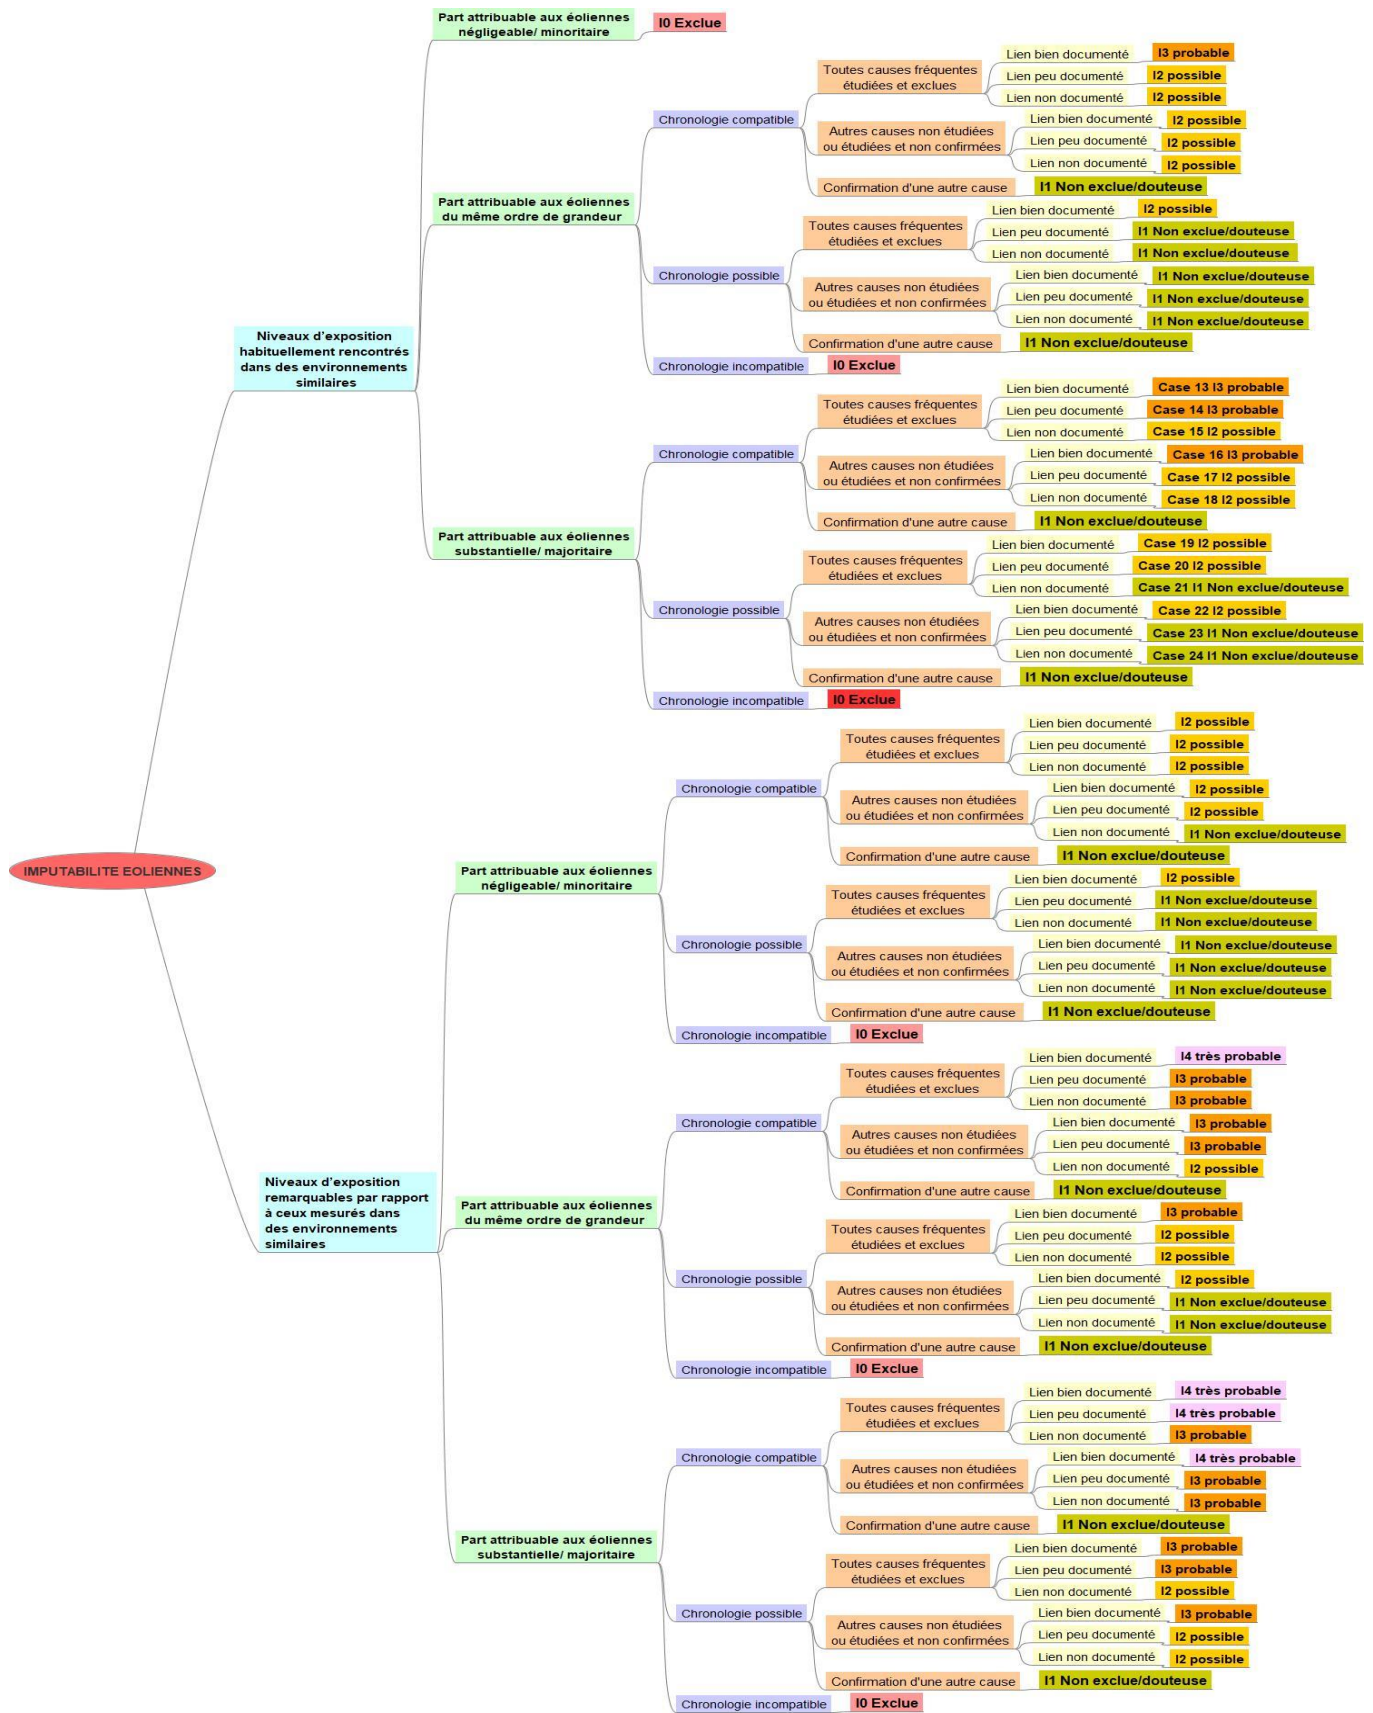 IMPUTABILITE EOLIENNES
Niveaux d'exposition
habituellement rencontrés
dans des environnements
similaires
Part attribuable aux éoliennes
négligeable/ minoritaire
I0 Exclue
Part attribuable aux éoliennes
du même ordre de grandeur
Chronologie compatible
Toutes causes fréquentes
étudiées et exclues
Lien bien documenté
I3 probable
Lien peu documenté
I2 possible
Lien non documenté
I2 possible
Autres causes non étudiées
ou étudiées et non confirmées
Lien bien documenté
I2 possible
Lien peu documenté
I2 possible
Lien non documenté
I2 possible
Confirmation d'une autre cause
I1 Non exclue/douteuse
Chronologie possible
Toutes causes fréquentes
étudiées et exclues
Lien bien documenté
I2 possible
Lien peu documenté
I1 Non exclue/douteuse
Lien non documenté
I1 Non exclue/douteuse
Autres causes non étudiées
ou étudiées et non confirmées
Lien bien documenté
I1 Non exclue/douteuse
Lien peu documenté
I1 Non exclue/douteuse
Lien non documenté
I1 Non exclue/douteuse
Confirmation d'une autre cause
I1 Non exclue/douteuse
Chronologie incompatible
I0 Exclue
Part attribuable aux éoliennes
substantielle/ majoritaire
Chronologie compatible
Toutes causes fréquentes
étudiées et exclues
Lien bien documenté
Case 13 I3 probable
Lien peu documenté
Case 14 I3 probable
Lien non documenté
Case 15 I2 possible
Autres causes non étudiées
ou étudiées et non confirmées
Lien bien documenté
Case 16 I3 probable
Lien peu documenté
Case 17 I2 possible
Lien non documenté
Case 18 I2 possible
Confirmation d'une autre cause
I1 Non exclue/douteuse
Chronologie possible
Toutes causes fréquentes
étudiées et exclues
Lien bien documenté
Case 19 I2 possible
Lien peu documenté
Case 20 I2 possible
Lien non documenté
Case 21 I1 Non exclue/douteuse
Autres causes non étudiées
ou étudiées et non confirmées
Lien bien documenté
Case 22 I2 possible
Lien peu documenté
Case 23 I1 Non exclue/douteuse
Lien non documenté
Case 24 I1 Non exclue/douteuse
Confirmation d'une autre cause
I1 Non exclue/douteuse
Chronologie incompatible
I0 Exclue
Niveaux d'exposition
remarquables par rapport
à ceux mesurés dans
des environnements
similaires
Part attribuable aux éoliennes
négligeable/ minoritaire
Chronologie compatible
Toutes causes fréquentes
étudiées et exclues
Lien bien documenté
I2 possible
Lien peu documenté
I2 possible
Lien non documenté
I2 possible
Autres causes non étudiées
ou étudiées et non confirmées
Lien bien documenté
I2 possible
Lien peu documenté
I2 possible
Lien non documenté
I1 Non exclue/douteuse
Confirmation d'une autre cause
I1 Non exclue/douteuse
Chronologie possible
Toutes causes fréquentes
étudiées et exclues
Lien bien documenté
I2 possible
Lien peu documenté
I1 Non exclue/douteuse
Lien non documenté
I1 Non exclue/douteuse
Autres causes non étudiées
ou étudiées et non confirmées
Lien bien documenté
I1 Non exclue/douteuse
Lien peu documenté
I1 Non exclue/douteuse
Lien non documenté
I1 Non exclue/douteuse
Confirmation d'une autre cause
I1 Non exclue/douteuse
Chronologie incompatible
I0 Exclue
Part attribuable aux éoliennes
du même ordre de grandeur
Chronologie compatible
Toutes causes fréquentes
étudiées et exclues
Lien bien documenté
I4 très probable
Lien peu documenté
I3 probable
Lien non documenté
I3 probable
Autres causes non étudiées
ou étudiées et non confirmées
Lien bien documenté
I3 probable
Lien peu documenté
I3 probable
Lien non documenté
I2 possible
Confirmation d'une autre cause
I1 Non exclue/douteuse
Chronologie possible
Toutes causes fréquentes
étudiées et exclues
Lien bien documenté
I3 probable
Lien peu documenté
I2 possible
Lien non documenté
I2 possible
Autres causes non étudiées
ou étudiées et non confirmées
Lien bien documenté
I2 possible
Lien peu documenté
I1 Non exclue/douteuse
Lien non documenté
I1 Non exclue/douteuse
Confirmation d'une autre cause
I1 Non exclue/douteuse
Chronologie incompatible
I0 Exclue
Part attribuable aux éoliennes
substantielle/ majoritaire
Chronologie compatible
Toutes causes fréquentes
étudiées et exclues
Lien bien documenté
I4 très probable
Lien peu documenté
I4 très probable
Lien non documenté
I3 probable
Autres causes non étudiées
ou étudiées et non confirmées
Lien bien documenté
I4 très probable
Lien peu documenté
I3 probable
Lien non documenté
I3 probable
Confirmation d'une autre cause
I1 Non exclue/douteuse
Chronologie possible
Toutes causes fréquentes
étudiées et exclues
Lien bien documenté
I3 probable
Lien peu documenté
I3 probable
Lien non documenté
I2 possible
Autres causes non étudiées
ou étudiées et non confirmées
Lien bien documenté
I3 probable
Lien peu documenté
I2 possible
Lien non documenté
I2 possible
Confirmation d'une autre cause
I1 Non exclue/douteuse
Chronologie incompatible
I0 Exclue